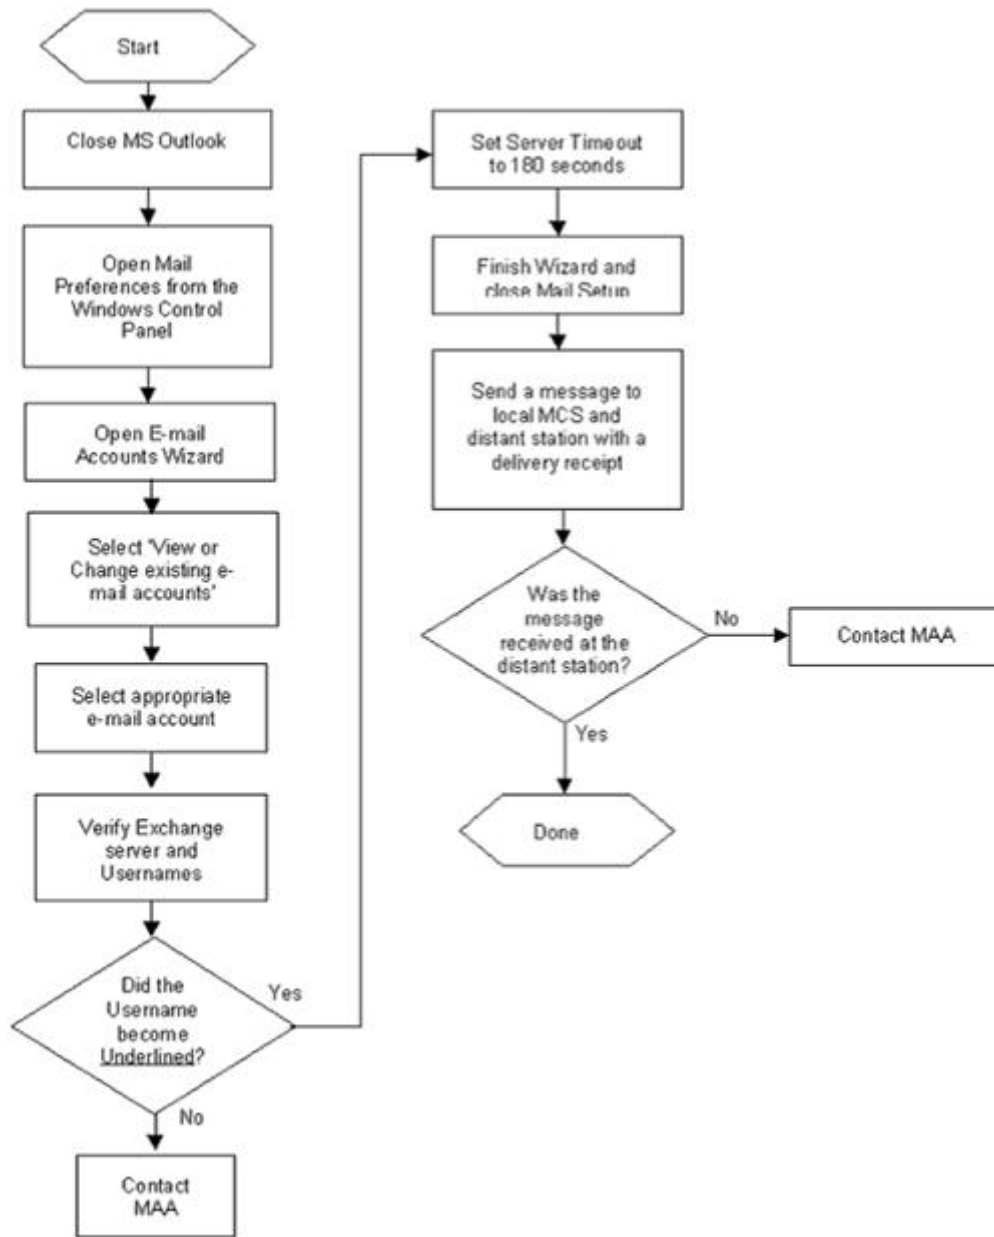 Start
Close MS Outlook
Open Mail
Preferences from the
Windows Control
Panel
Open E-mail
Accounts Wizard
Select 'View or
Change existing e-
mail accounts'
Select appropriate
e-mail account
Verify Exchange
server and
Usernames
Did the
Username
become
Underlined?
Yes
No
Contact
MAA
Set Server Timeout
to 180 seconds
Finish Wizard and
close Mail Setup
Send a message to
local MCS and
distant station with a
delivery receipt
Was the
message
received at the
distant station?
No
Contact MAA
Yes
Done